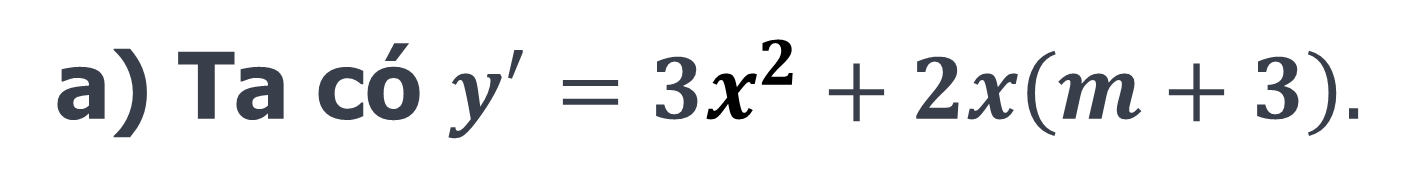 a) Ta có y′ = 3x² + 2x(m + 3).